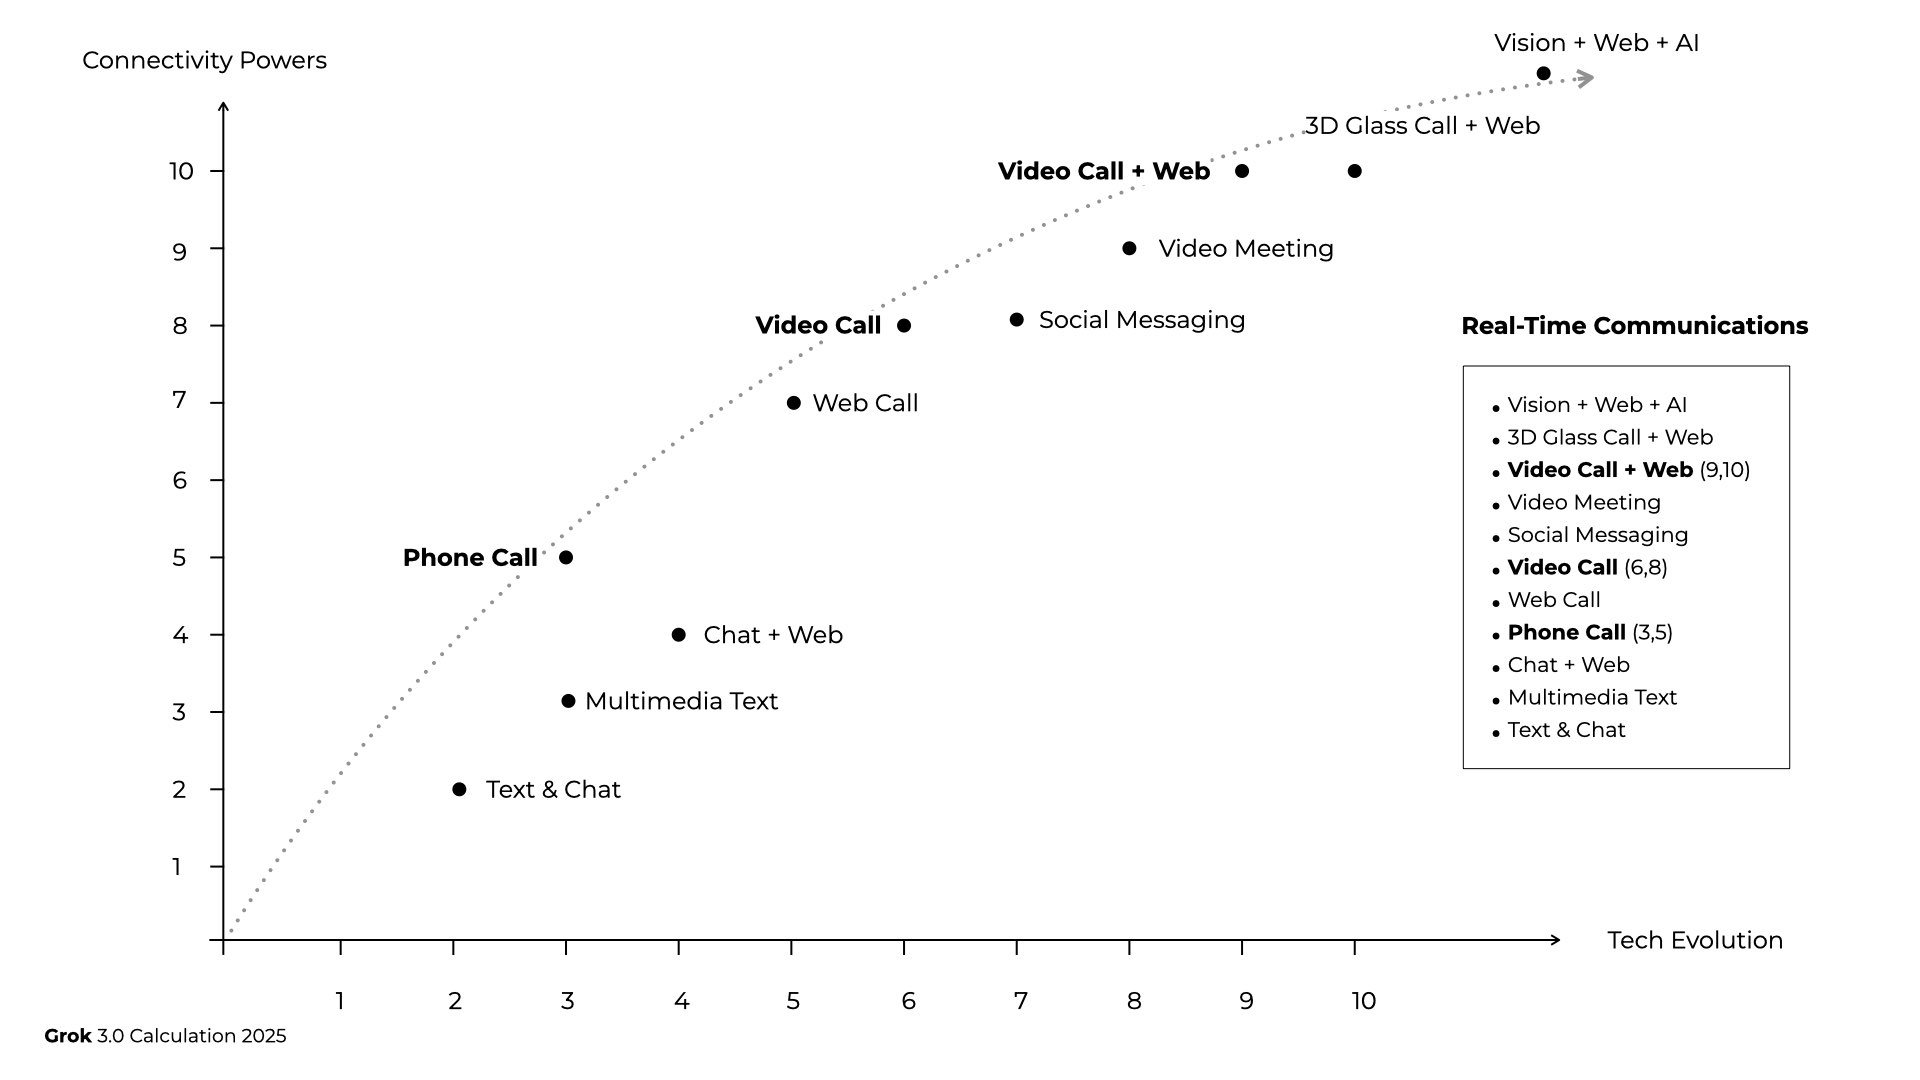 Connectivity Powers
Vision + Web + AI
3D Glass Call + Web
10
Video Call + Web
9
Video Meeting
8
Video Call
Social Messaging
7
Web Call
6
5
Phone Call
4
Chat + Web
3
Multimedia Text
2
Text & Chat
1
Real-Time Communications
Vision + Web + AI
3D Glass Call + Web
Video Call + Web (9,10)
Video Meeting
Social Messaging
Video Call (6,8)
Web Call
Phone Call (3,5)
Chat + Web
Multimedia Text
Text & Chat
Tech Evolution
1 2 3 4 5 6 7 8 9 10
Grok 3.0 Calculation 2025